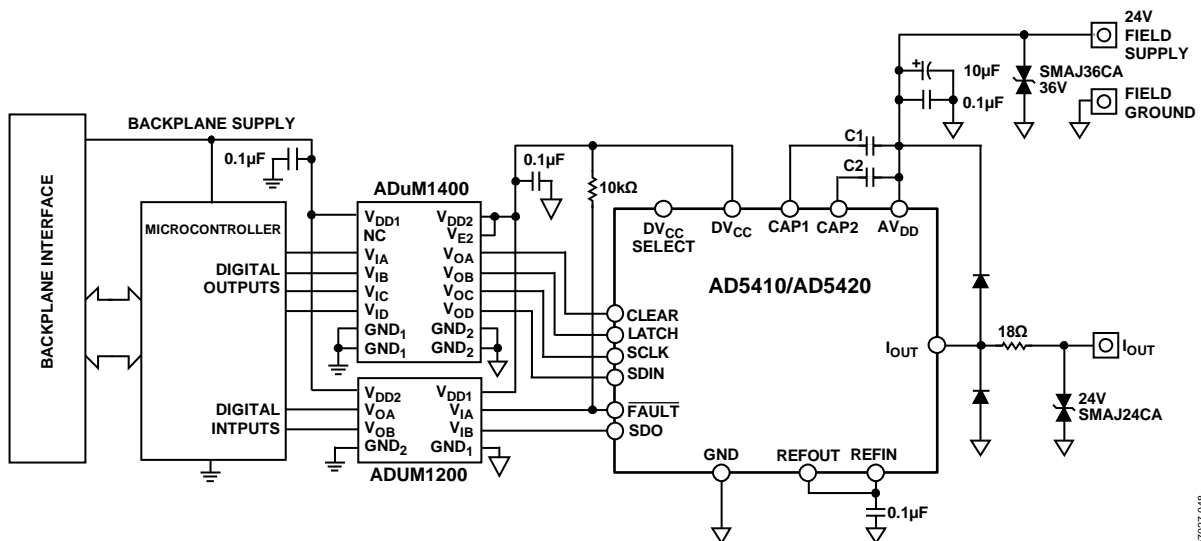 24V
FIELD
SUPPLY
10µF
SMAJ36CA
36V
0.1µF
FIELD
GROUND
BACKPLANE SUPPLY
C1
0.1µF
0.1µF
C2
10kΩ
ADuM1400
BACKPLANE INTERFACE
MICROCONTROLLER
DIGITAL
OUTPUTS
DIGITAL
INTPUTS
VDD1
NC
VIA
VIB
VIC
VID
GND1
GND1
VDD2
VE2
VOA
VOB
VOC
VOD
GND2
GND2
VDD2
VOA
VOB
GND2
VDD1
VIA
VIB
GND1
ADUM1200
DVCC
SELECT
DVCC
CAP1
CAP2
AVDD
AD5410/AD5420
CLEAR
LATCH
SCLK
SDIN
FAULT
SDO
IOUT
18Ω
IOUT
24V
SMAJ24CA
GND
REFOUT
REFIN
0.1µF